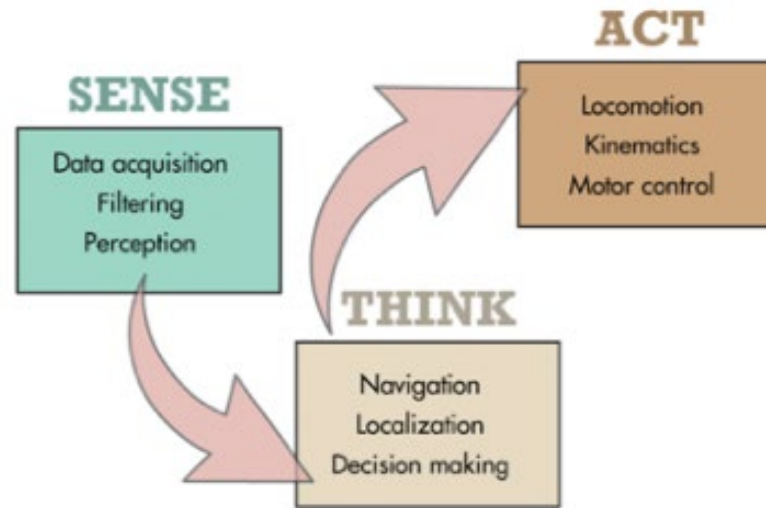 SENSE
Data acquisition
Filtering
Perception
THINK
Navigation
Localization
Decision making
ACT
Locomotion
Kinematics
Motor control